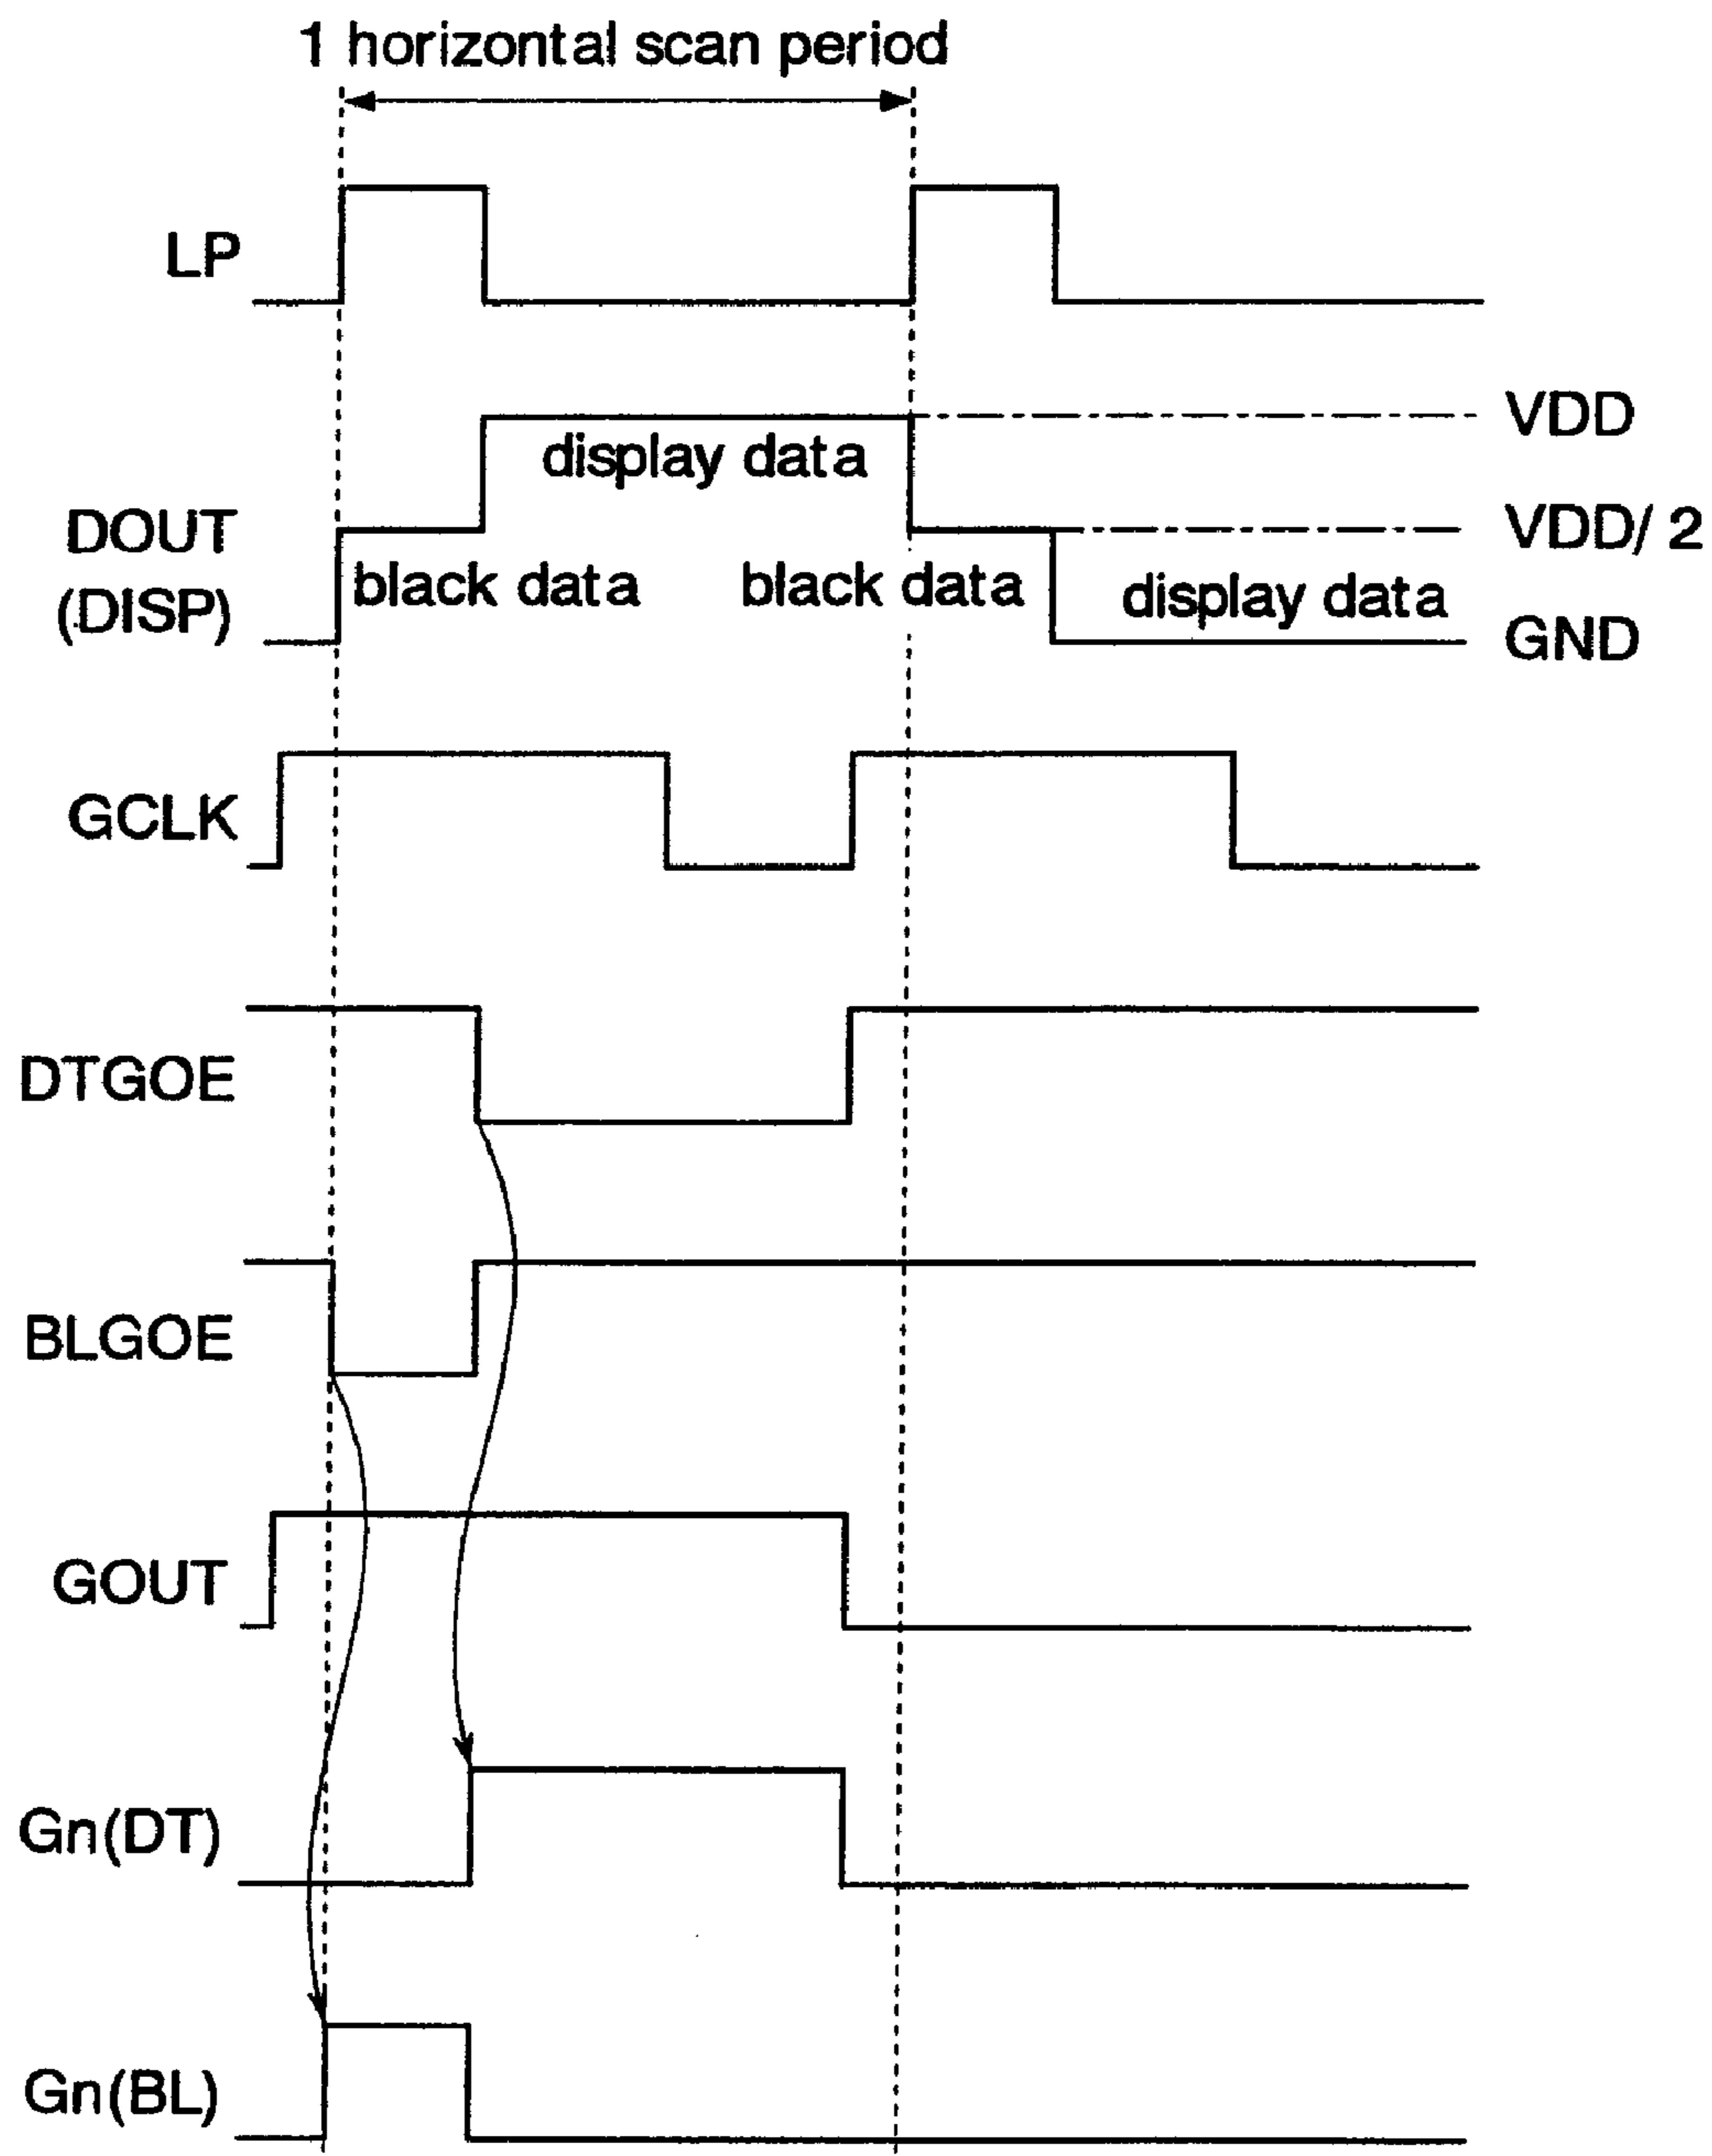 1 horizontal scan period
LP
VDD
display data
DOUT
(DISP)
VDD/ 2
black data
black data
display data
GND
GCLK
DTGOE
BLGOE
GOUT
Gn(DT)
Gn(BL)